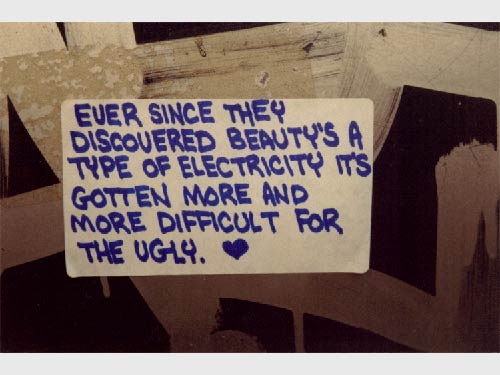 EVER SINCE THEY
DISCOVERED BEAUTY'S A
TYPE OF ELECTRICITY IT'S
GOTTEN MORE AND
MORE DIFFICULT FOR
THE UGLY. ♥